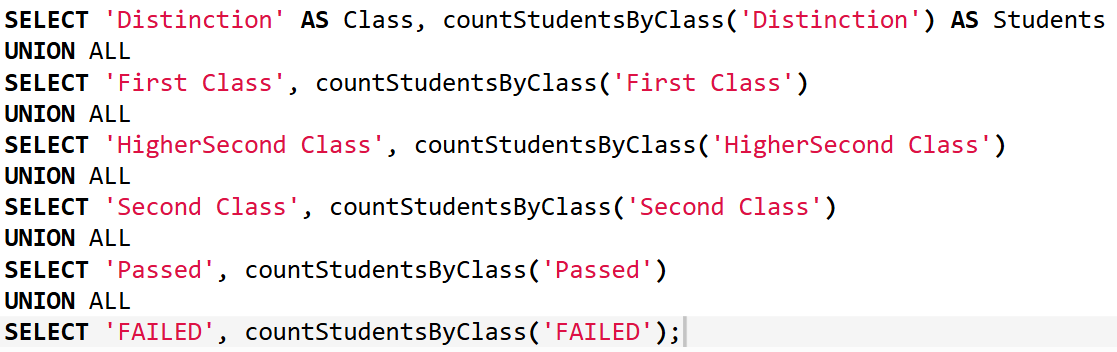 SELECT 'Distinction' AS Class, countStudentsByClass('Distinction') AS Students
UNION ALL
SELECT 'First Class', countStudentsByClass('First Class')
UNION ALL
SELECT 'HigherSecond Class', countStudentsByClass('HigherSecond Class')
UNION ALL
SELECT 'Second Class', countStudentsByClass('Second Class')
UNION ALL
SELECT 'Passed', countStudentsByClass('Passed')
UNION ALL
SELECT 'FAILED', countStudentsByClass('FAILED');